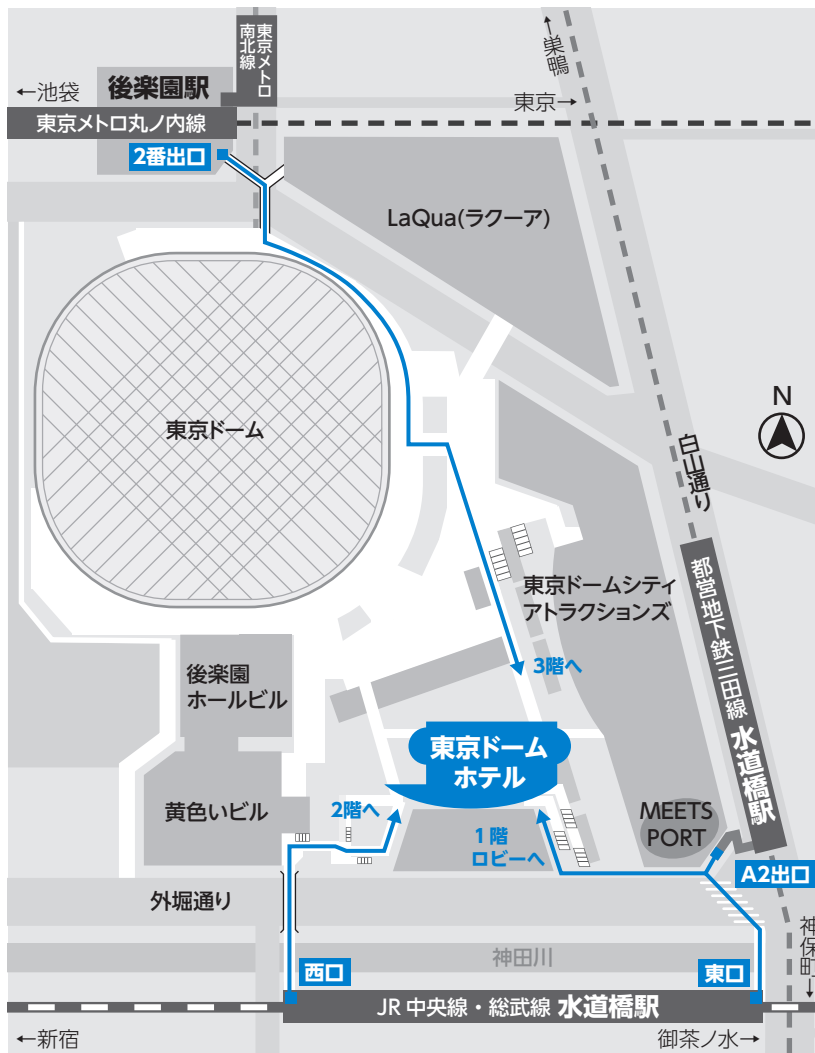 東京メトロ
南北線
←巣鴨
←池袋
後楽園駅
東京→
東京メトロ丸ノ内線
2番出口
LaQua(ラクーア)
N
東京ドーム
白山通り
東京ドームシティ
アトラクションズ
都営地下鉄三田線 水道橋駅
3階へ
後楽園
ホールビル
東京ドーム
ホテル
2階へ
黄色いビル
1階
ロビーへ
MEETS
PORT
A2出口
外堀通り
神保町→
神田川
西口
東口
JR 中央線・総武線 水道橋駅
←新宿
御茶ノ水→